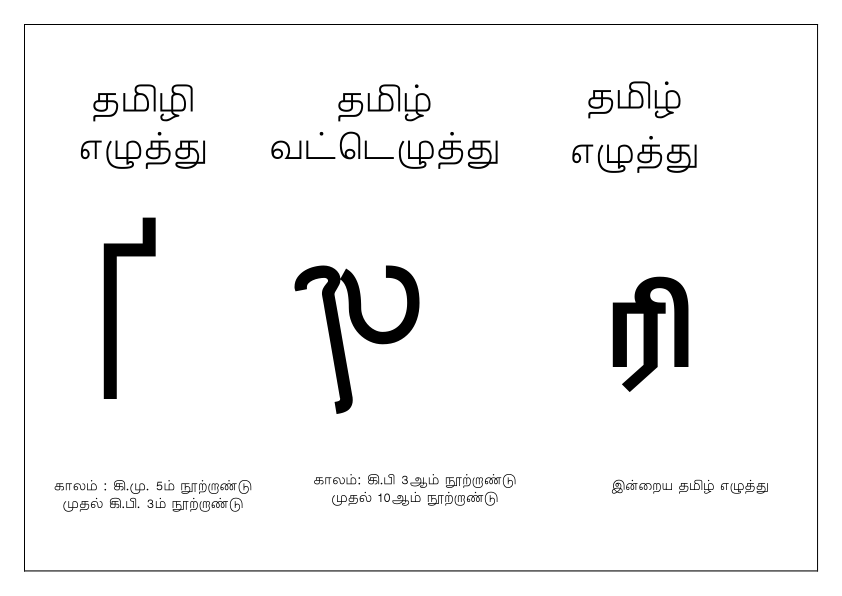 தமிழி
எழுத்து
தமிழ்
வட்டெழுத்து
தமிழ்
எழுத்து
ரி
காலம் : கி.மு. 5ம் நூற்றாண்டு
முதல் கி.பி. 3ம் நூற்றாண்டு
காலம்: கி.பி 3ஆம் நூற்றாண்டு
முதல் 10ஆம் நூற்றாண்டு
இன்றைய தமிழ் எழுத்து